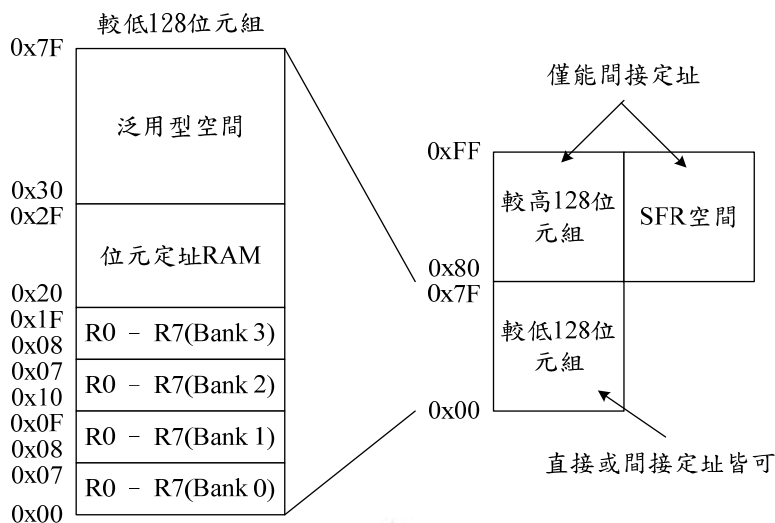 較低128位元組
0x7F
泛用型空間
0x30
0x2F
位元定址RAM
0x20
0x1F
R0 - R7(Bank 3)
0x08
0x07
R0 - R7(Bank 2)
0x10
0x0F
R0 - R7(Bank 1)
0x08
0x07
R0 - R7(Bank 0)
0x00
僅能間接定址
0xFF
較高128位
元組
SFR空間
0x80
0x7F
較低128位
元組
0x00
直接或間接定址皆可